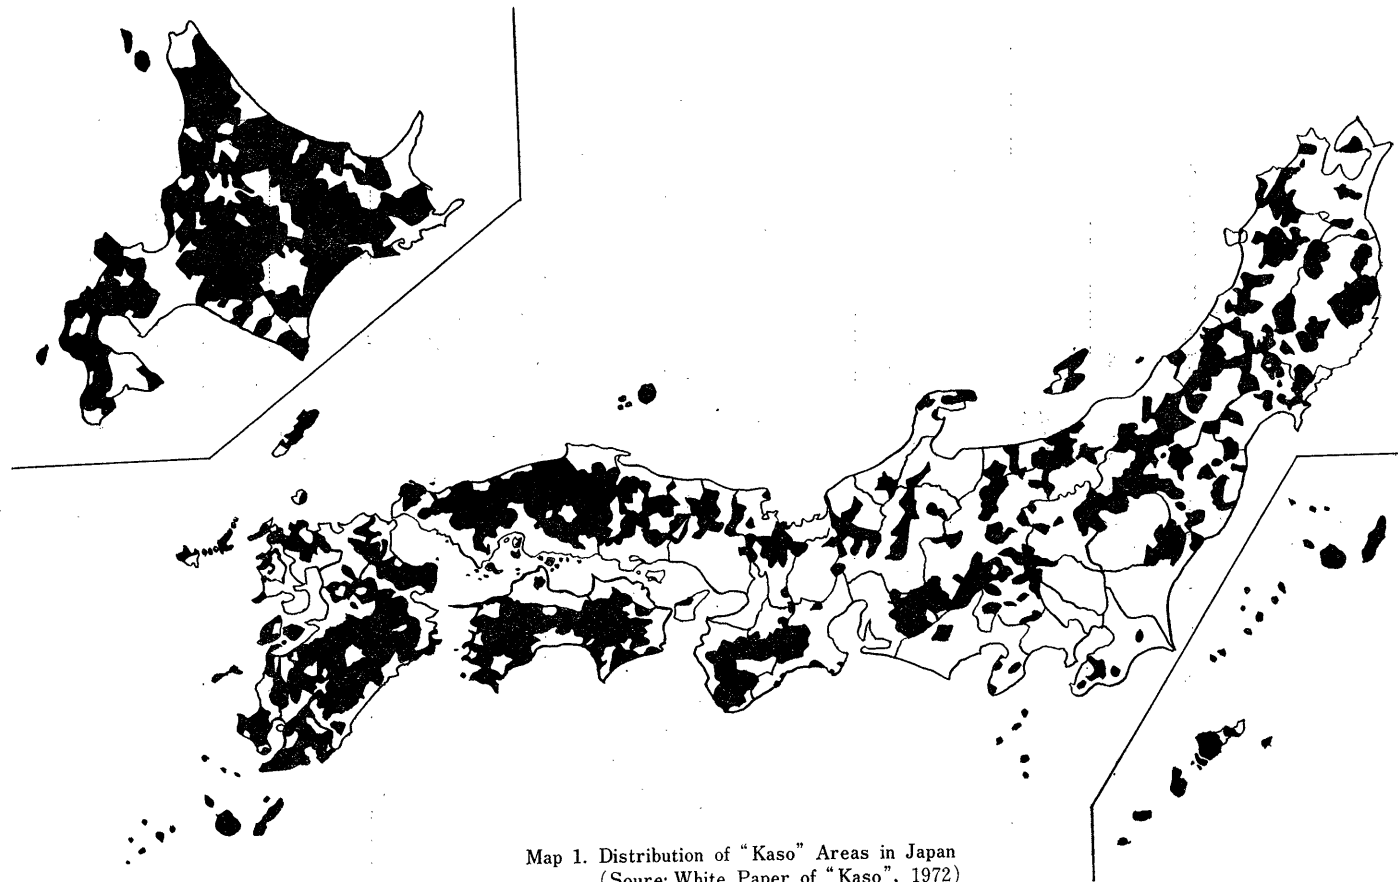 Map 1. Distribution of “Kaso” Areas in Japan
(Soure: White Paper of “Kaso”, 1972)